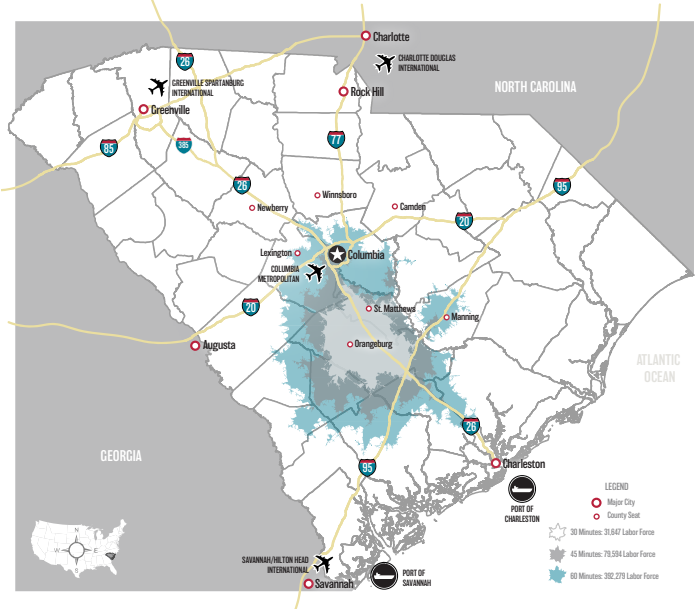 Charlotte
26
CHARLOTTE DOUGLAS
INTERNATIONAL
GREENVILLE SPARTANBURG
INTERNATIONAL
NORTH CAROLINA
Rock Hill
Greenville
77
85
385
26
95
Winnsboro
Newberry
Camden
20
Lexington
Columbia
COLUMBIA
METROPOLITAN
20
St. Matthews
Manning
Augusta
Orangeburg
ATLANTIC
OCEAN
26
GEORGIA
95
Charleston
LEGEND
Major City
County Seat
PORT OF
CHARLESTON
30 Minutes: 31,647 Labor Force
45 Minutes: 79,594 Labor Force
60 Minutes: 392,279 Labor Force
N
W
E
S
SAVANNAH/HILTON HEAD
INTERNATIONAL
PORT OF
SAVANNAH
Savannah